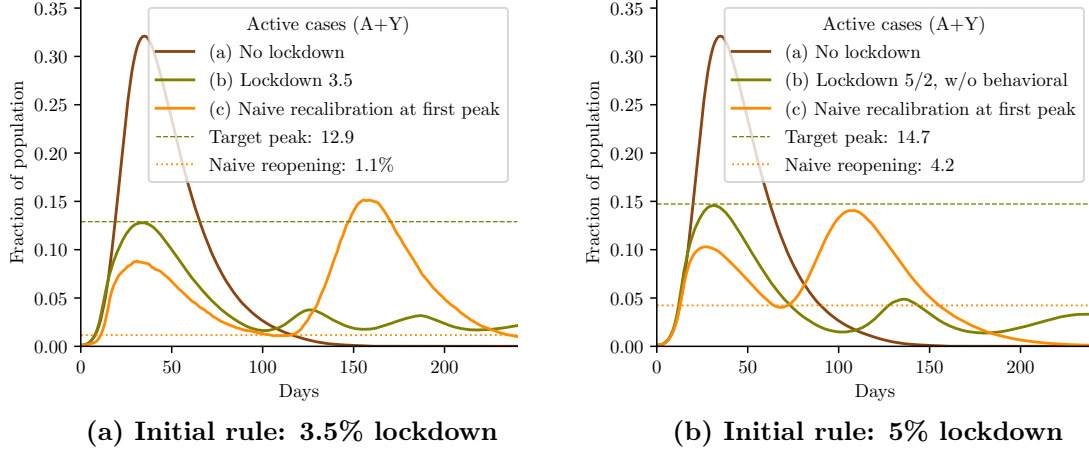 Active cases (A+Y)
(a) No lockdown
(b) Lockdown 3.5
(c) Naive recalibration at first peak
Target peak: 12.9
Naive reopening: 1.1%
Fraction of population
0.35
0.30
0.25
0.20
0.15
0.10
0.05
0.00
0 50 100 150 200
Days
(a) Initial rule: 3.5% lockdown
Active cases (A+Y)
(a) No lockdown
(b) Lockdown 5/2, w/o behavioral
(c) Naive recalibration at first peak
Target peak: 14.7
Naive reopening: 4.2
Fraction of population
0.35
0.30
0.25
0.20
0.15
0.10
0.05
0.00
0 50 100 150 200
Days
(b) Initial rule: 5% lockdown